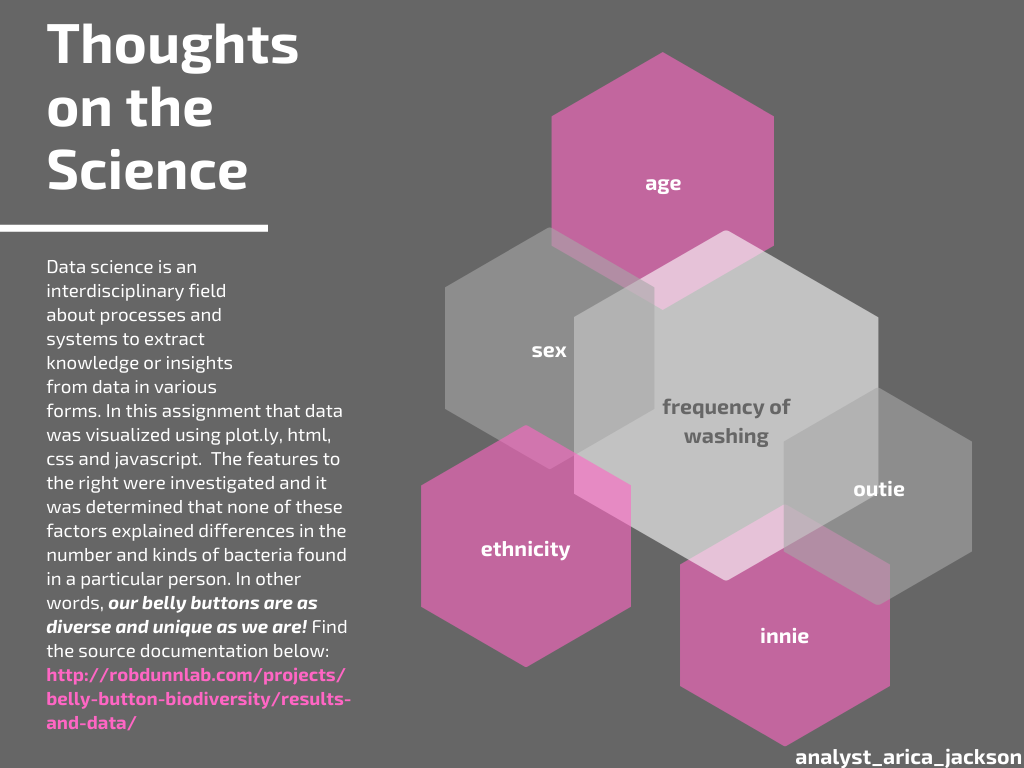 Thoughts
on the
Science
Data science is an
interdisciplinary field
about processes and
systems to extract
knowledge or insights
from data in various
forms. In this assignment that data
was visualized using plot.ly, html,
css and javascript.  The features to
the right were investigated and it
was determined that none of these
factors explained differences in the
number and kinds of bacteria found
in a particular person. In other
words, our belly buttons are as
diverse and unique as we are! Find
the source documentation below:
http://robdunnlab.com/projects/
belly-button-biodiversity/results-
and-data/
age
sex
frequency of
washing
outie
ethnicity
innie
analyst_arica_jackson